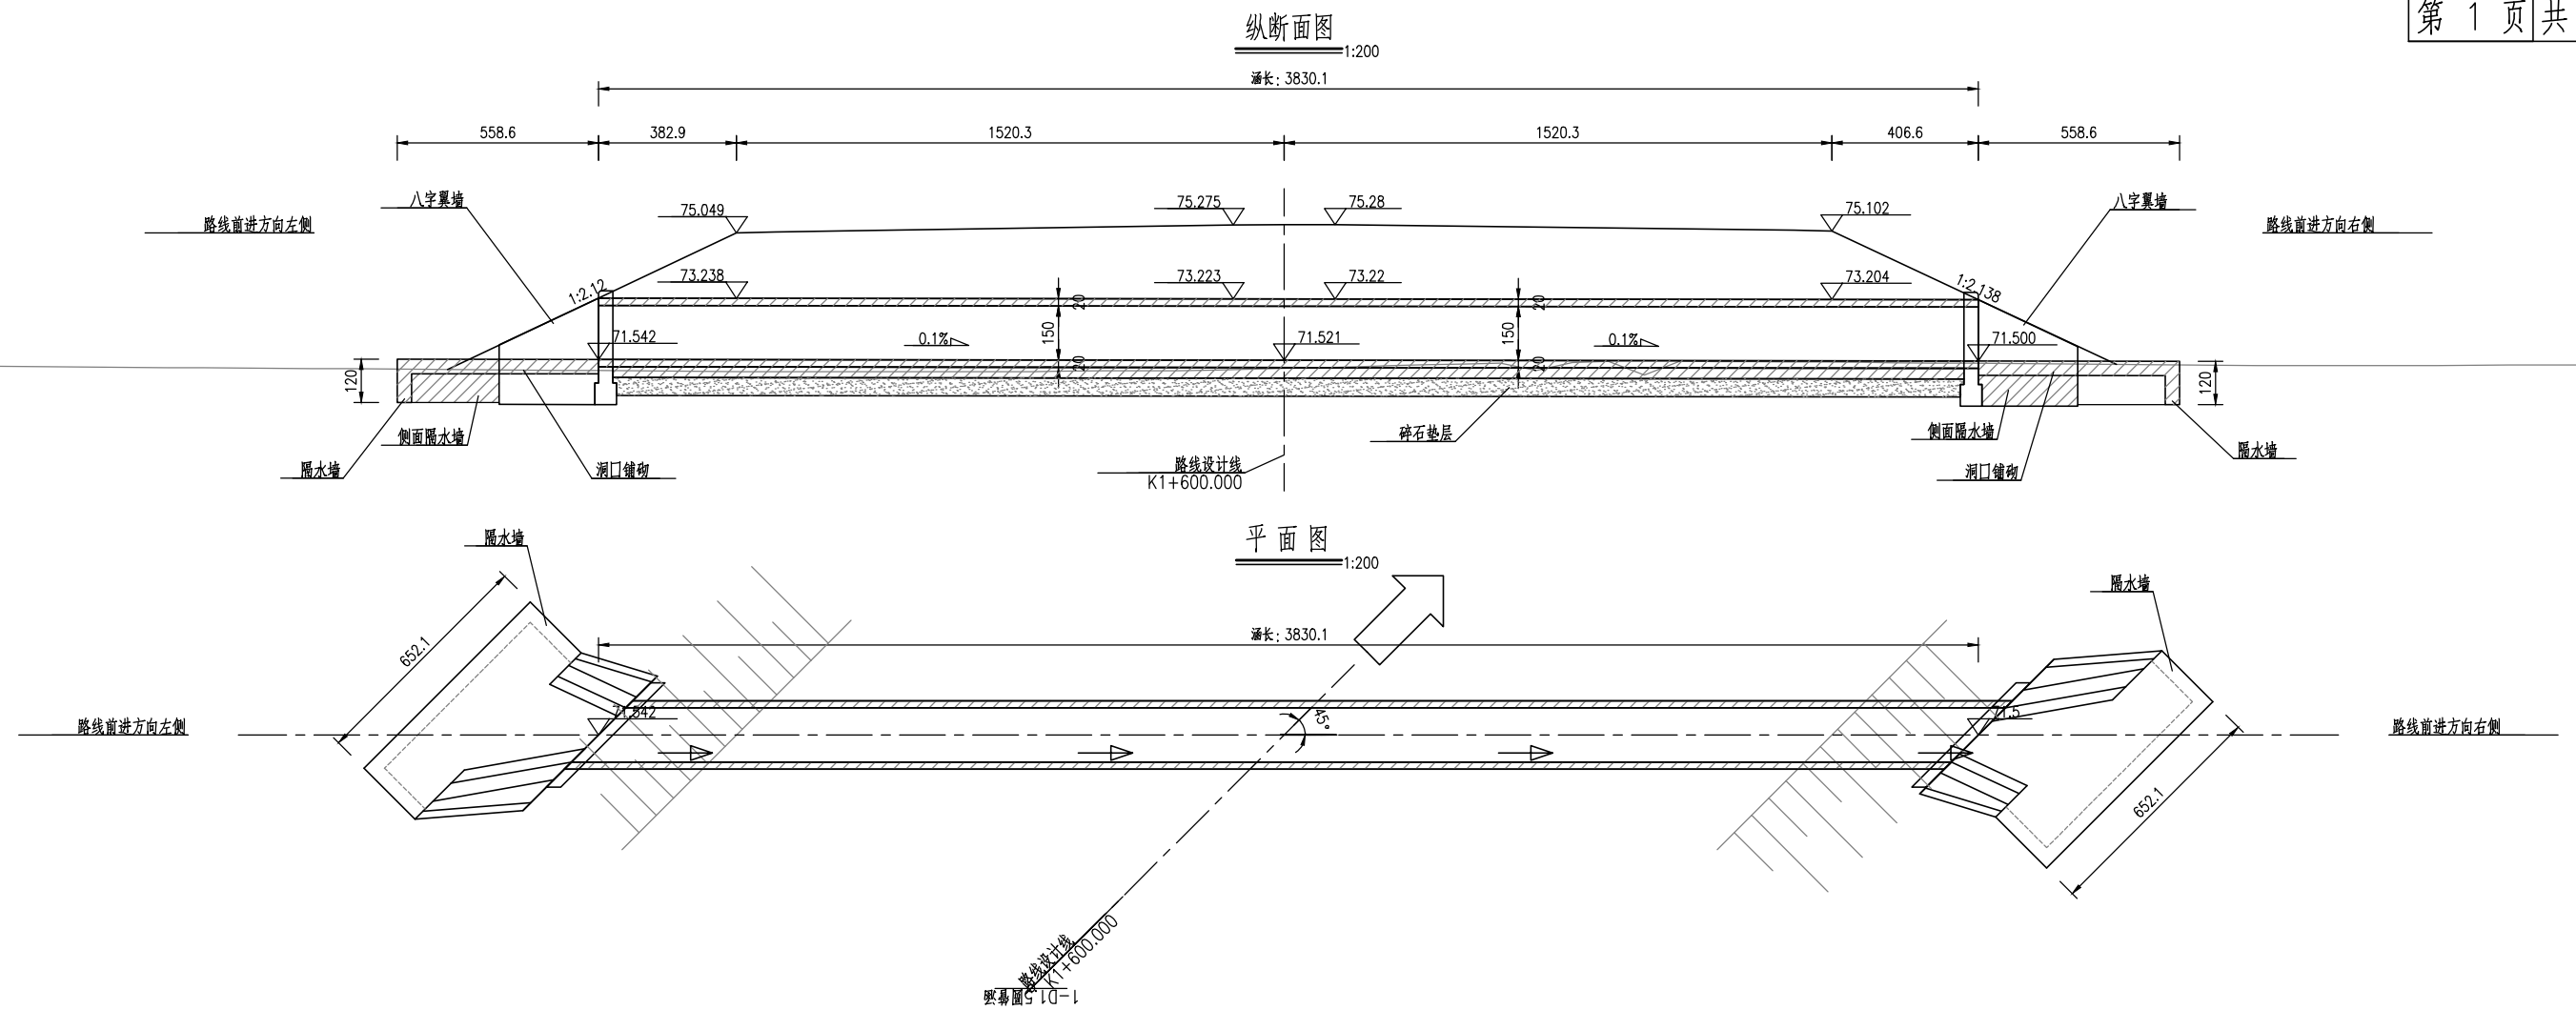 第 1 页 共
纵断面图
1:200
涵长: 3830.1
558.6 382.9 1520.3 1520.3 406.6 558.6
八字翼墙
八字翼墙
路线前进方向左侧
路线前进方向右侧
75.049
75.275
75.28
75.102
73.238
73.223
73.22
73.204
1:2.12
1:2.138
20
20
150
150
71.542
0.1%
71.521
0.1%
71.500
20
20
120
120
侧面隔水墙
碎石垫层
侧面隔水墙
隔水墙
洞口铺砌
路线设计线
K1+600.000
洞口铺砌
隔水墙
平面图
1:200
隔水墙
隔水墙
涵长: 3830.1
652.1
路线前进方向左侧
71.542
45°
71.5
路线前进方向右侧
652.1
路线设计线
K1+600.000
1-D1.5圆管涵